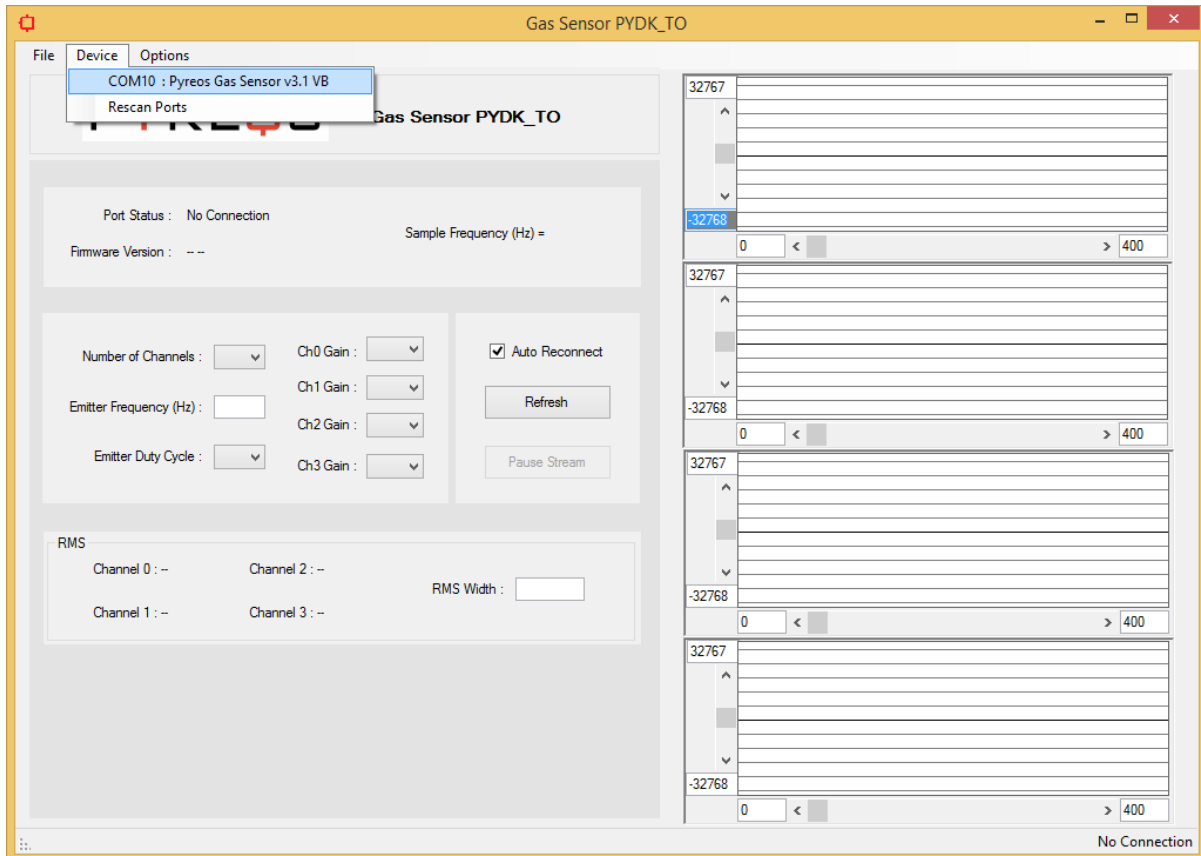 Gas Sensor PYDK_TO
File Device Options
COM10 : Pyreos Gas Sensor v3.1 VB
Rescan Ports
Gas Sensor PYDK_TO
Port Status : No Connection
Sample Frequency (Hz) =
Firmware Version : -- --
Number of Channels :
Emitter Frequency (Hz) :
Emitter Duty Cycle :
Ch0 Gain :
Ch1 Gain :
Ch2 Gain :
Ch3 Gain :
Auto Reconnect
Refresh
Pause Stream
RMS
Channel 0 : -- Channel 2 : --
Channel 1 : -- Channel 3 : --
RMS Width :
32767
-32768
0 400
32767
-32768
0 400
32767
-32768
0 400
32767
-32768
0 400
No Connection